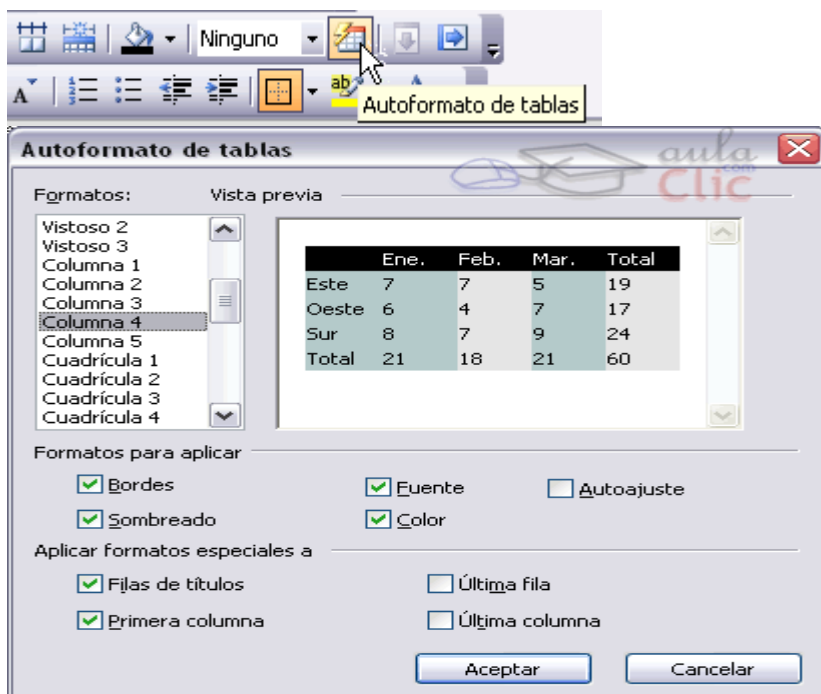 Ninguno
Autoformato de tablas
Autoformato de tablas
aula
.com
Clic
Formatos:
Vista previa
Vistoso 2
Vistoso 3
Columna 1
Columna 2
Columna 3
Columna 4
Columna 5
Cuadrícula 1
Cuadrícula 2
Cuadrícula 3
Cuadrícula 4
Ene. Feb. Mar. Total
Este 7 7 5 19
Oeste 6 4 7 17
Sur 8 7 9 24
Total 21 18 21 60
Formatos para aplicar
Bordes
Fuente
Autoajuste
Sombreado
Color
Aplicar formatos especiales a
Filas de títulos
Última fila
Primera columna
Última columna
Aceptar
Cancelar